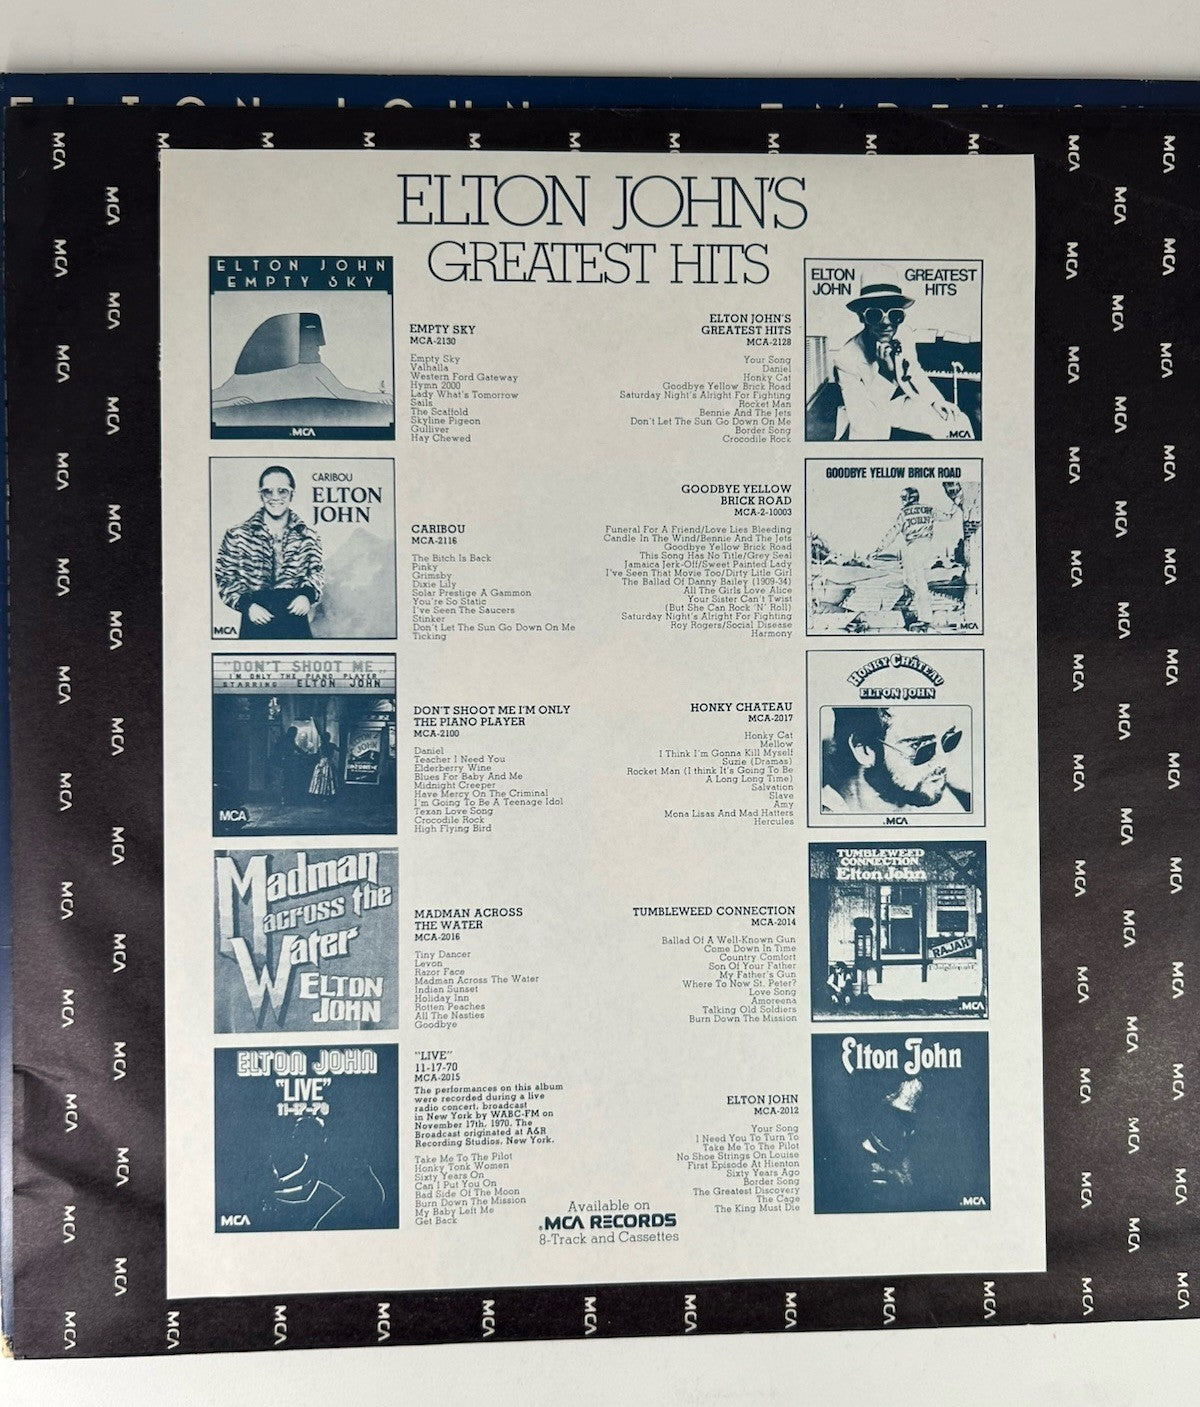 ELTON JOHN EMPTY SKY
MCA
ELTON JOHN'S
GREATEST HITS
ELTON JOHN
EMPTY SKY
.MCA
EMPTY SKY
MCA-2130
Empty Sky
Valhalla
Western Ford Gateway
Hymn 2000
Lady What's Tomorrow
Sails
The Scaffold
Skyline Pigeon
Gulliver
Hay Chewed
ELTON JOHN'S
GREATEST HITS
MCA-2128
Your Song
Daniel
Honky Cat
Goodbye Yellow Brick Road
Saturday Night's Alright For Fighting
Rocket Man
Bennie And The Jets
Don't Let The Sun Go Down On Me
Border Song
Crocodile Rock
ELTON GREATEST
JOHN HITS
.MCA
CARIBOU
ELTON
JOHN
MCA
CARIBOU
MCA-2116
The Bitch Is Back
Pinky
Grimsby
Dixie Lily
Solar Prestige A Gammon
You're So Static
I've Seen The Saucers
Stinker
Don't Let The Sun Go Down On Me
Ticking
GOODBYE YELLOW
BRICK ROAD
MCA-2-10003
Funeral For A Friend/Love Lies Bleeding
Candle In The Wind/Bennie And The Jets
Goodbye Yellow Brick Road
This Song Has No Title/Grey Seal
Jamaica Jerk-Off/Sweet Painted Lady
I've Seen That Movie Too/Dirty Litle Girl
The Ballad Of Danny Bailey (1909-34)
All The Girls Love Alice
Your Sister Can't Twist
(But She Can Rock 'N' Roll)
Saturday Night's Alright For Fighting
Roy Rogers/Social Disease
Harmony
GOODBYE YELLOW BRICK ROAD
ELTON
JOHN
.MCA
"DON'T SHOOT ME
I'M ONLY THE PIANO PLAYER"
STARRING ELTON JOHN
MCA
DON'T SHOOT ME I'M ONLY
THE PIANO PLAYER
MCA-2100
Daniel
Teacher I Need You
Elderberry Wine
Blues For Baby And Me
Midnight Creeper
Have Mercy On The Criminal
I'm Going To Be A Teenage Idol
Texan Love Song
Crocodile Rock
High Flying Bird
HONKY CHATEAU
MCA-2017
Honky Cat
Mellow
I Think I'm Gonna Kill Myself
Suzie (Dramas)
Rocket Man (I think It's Going To Be
A Long Long Time)
Salvation
Slave
Amy
Mona Lisas And Mad Hatters
Hercules
HONKY CHÂTEAU
ELTON JOHN
.MCA
Madman
across the
Water
ELTON
JOHN
MADMAN ACROSS
THE WATER
MCA-2016
Tiny Dancer
Levon
Razor Face
Madman Across The Water
Indian Sunset
Holiday Inn
Rotten Peaches
All The Nasties
Goodbye
TUMBLEWEED CONNECTION
MCA-2014
Ballad Of A Well-Known Gun
Come Down In Time
Country Comfort
Son Of Your Father
My Father's Gun
Where To Now St. Peter?
Love Song
Amoreena
Talking Old Soldiers
Burn Down The Mission
TUMBLEWEED
CONNECTION
Elton John
RAJAH
.MCA
ELTON JOHN
"LIVE"
11-17-70
MCA
"LIVE"
11-17-70
MCA-2015
The performances on this album
were recorded during a live
radio concert, broadcast
in New York by WABC-FM on
November 17th, 1970. The
Broadcast originated at A&R
Recording Studios, New York.
Take Me To The Pilot
Honky Tonk Women
Sixty Years On
Can I Put You On
Bad Side Of The Moon
Burn Down The Mission
My Baby Left Me
Get Back
ELTON JOHN
MCA-2012
Your Song
I Need You To Turn To
Take Me To The Pilot
No Shoe Strings On Louise
First Episode At Hienton
Sixty Years Ago
Border Song
The Greatest Discovery
The Cage
The King Must Die
Elton John
.MCA
Available on
.MCA RECORDS
8-Track and Cassettes